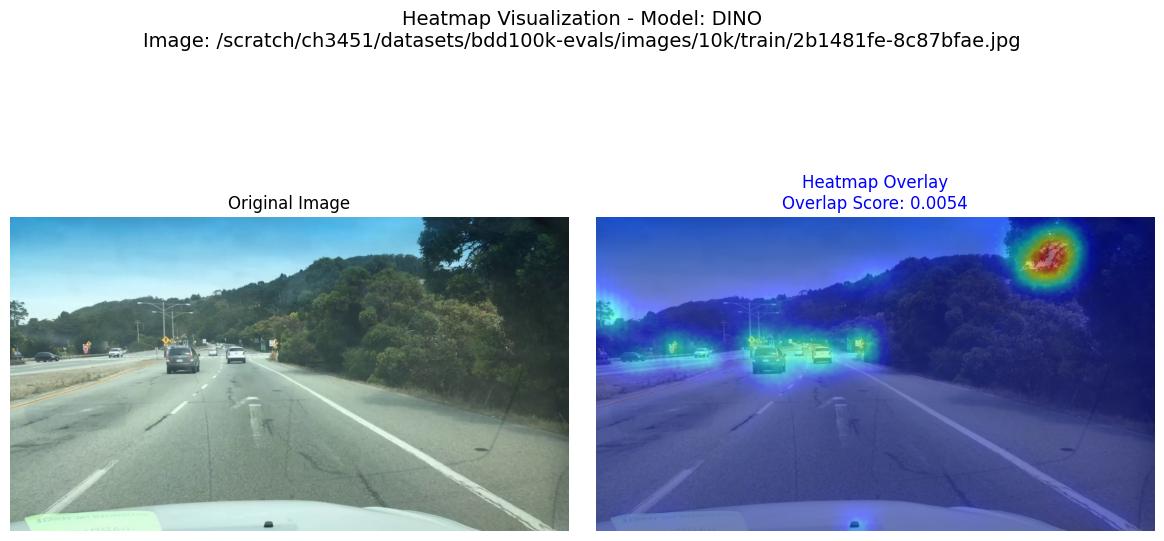 Heatmap Visualization - Model: DINO
Image: /scratch/ch3451/datasets/bdd100k-evals/images/10k/train/2b1481fe-8c87bfae.jpg
Original Image
Heatmap Overlay
Overlap Score: 0.0054